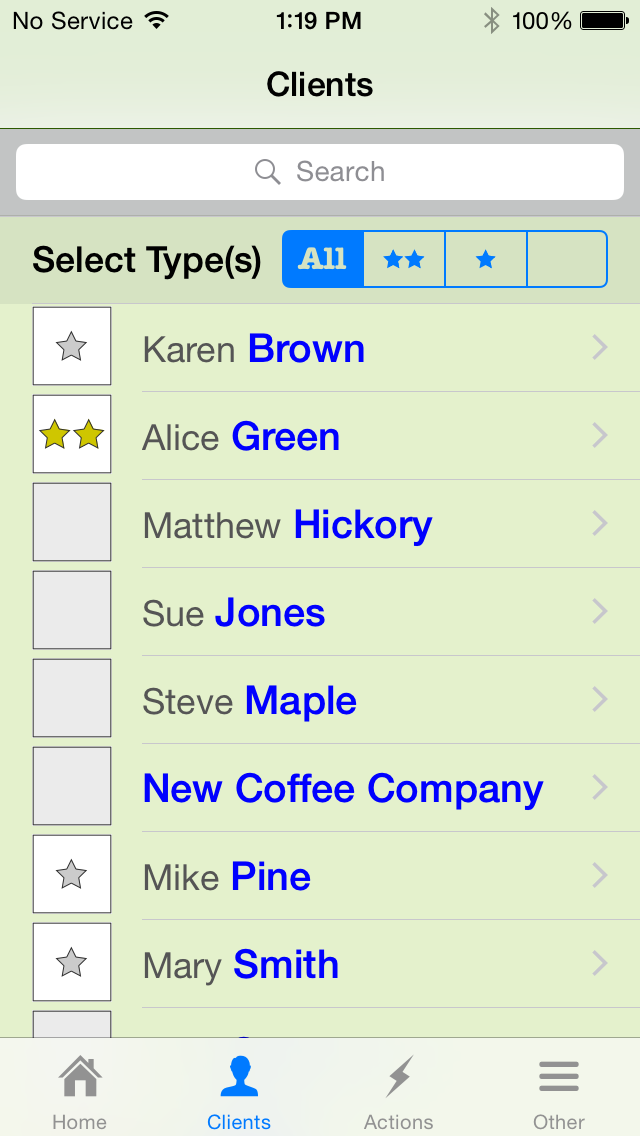 No Service 1:19 PM 100%
Clients
Search
Select Type(s) All
Karen Brown
Alice Green
Matthew Hickory
Sue Jones
Steve Maple
New Coffee Company
Mike Pine
Mary Smith
Home Clients Actions Other